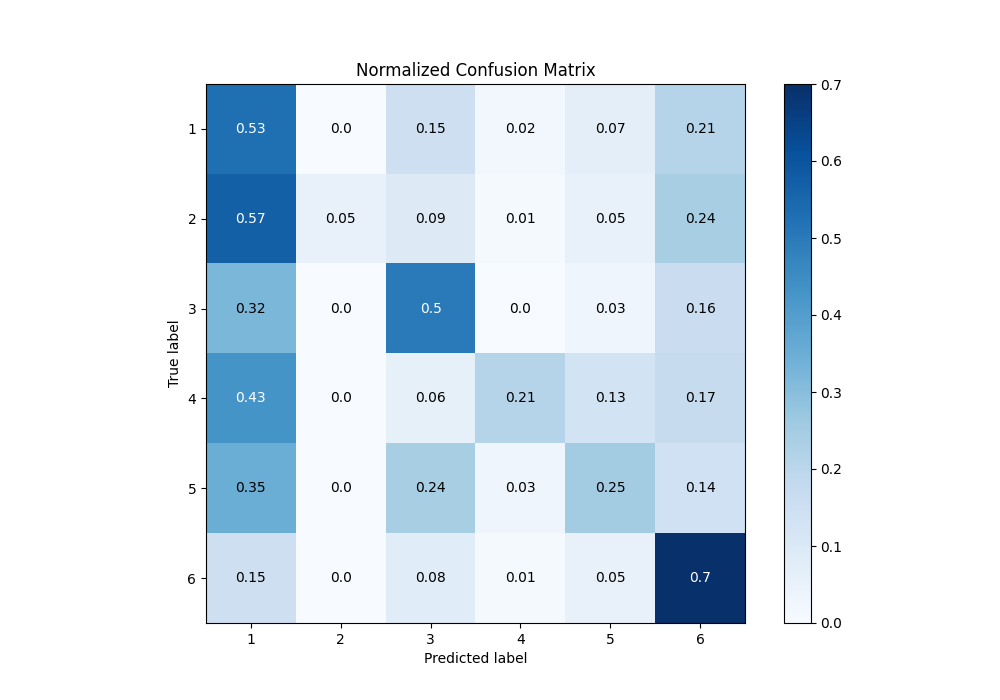 Normalized Confusion Matrix
1 0.53 0.0 0.15 0.02 0.07 0.21
2 0.57 0.05 0.09 0.01 0.05 0.24
3 0.32 0.0 0.5 0.0 0.03 0.16
4 0.43 0.0 0.06 0.21 0.13 0.17
5 0.35 0.0 0.24 0.03 0.25 0.14
6 0.15 0.0 0.08 0.01 0.05 0.7
1 2 3 4 5 6
Predicted label
True label
0.7
0.6
0.5
0.4
0.3
0.2
0.1
0.0